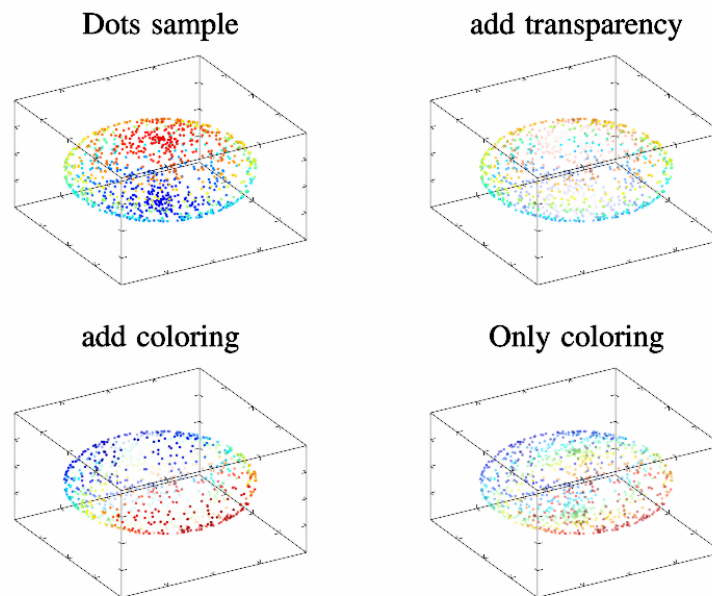 Dots sample
add transparency
add coloring
Only coloring